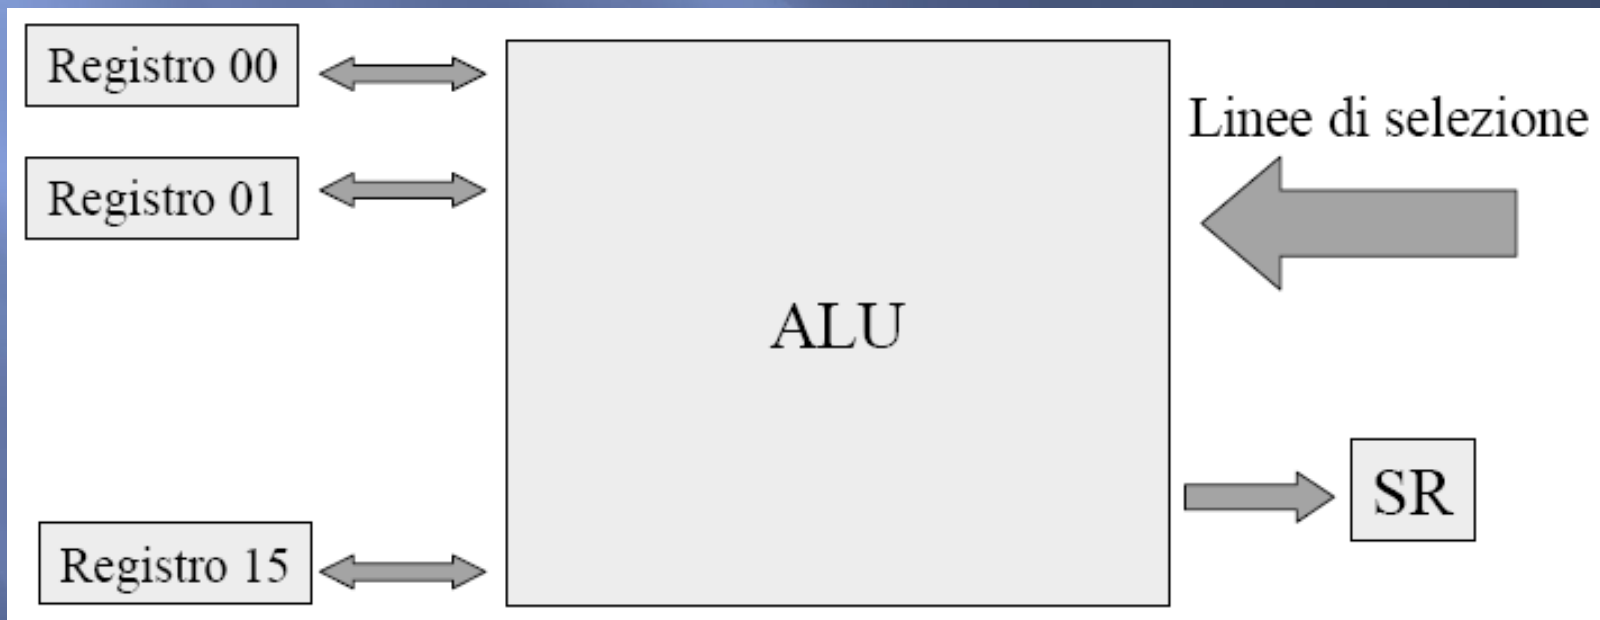 Registro 00
Linee di selezione
Registro 01
ALU
SR
Registro 15